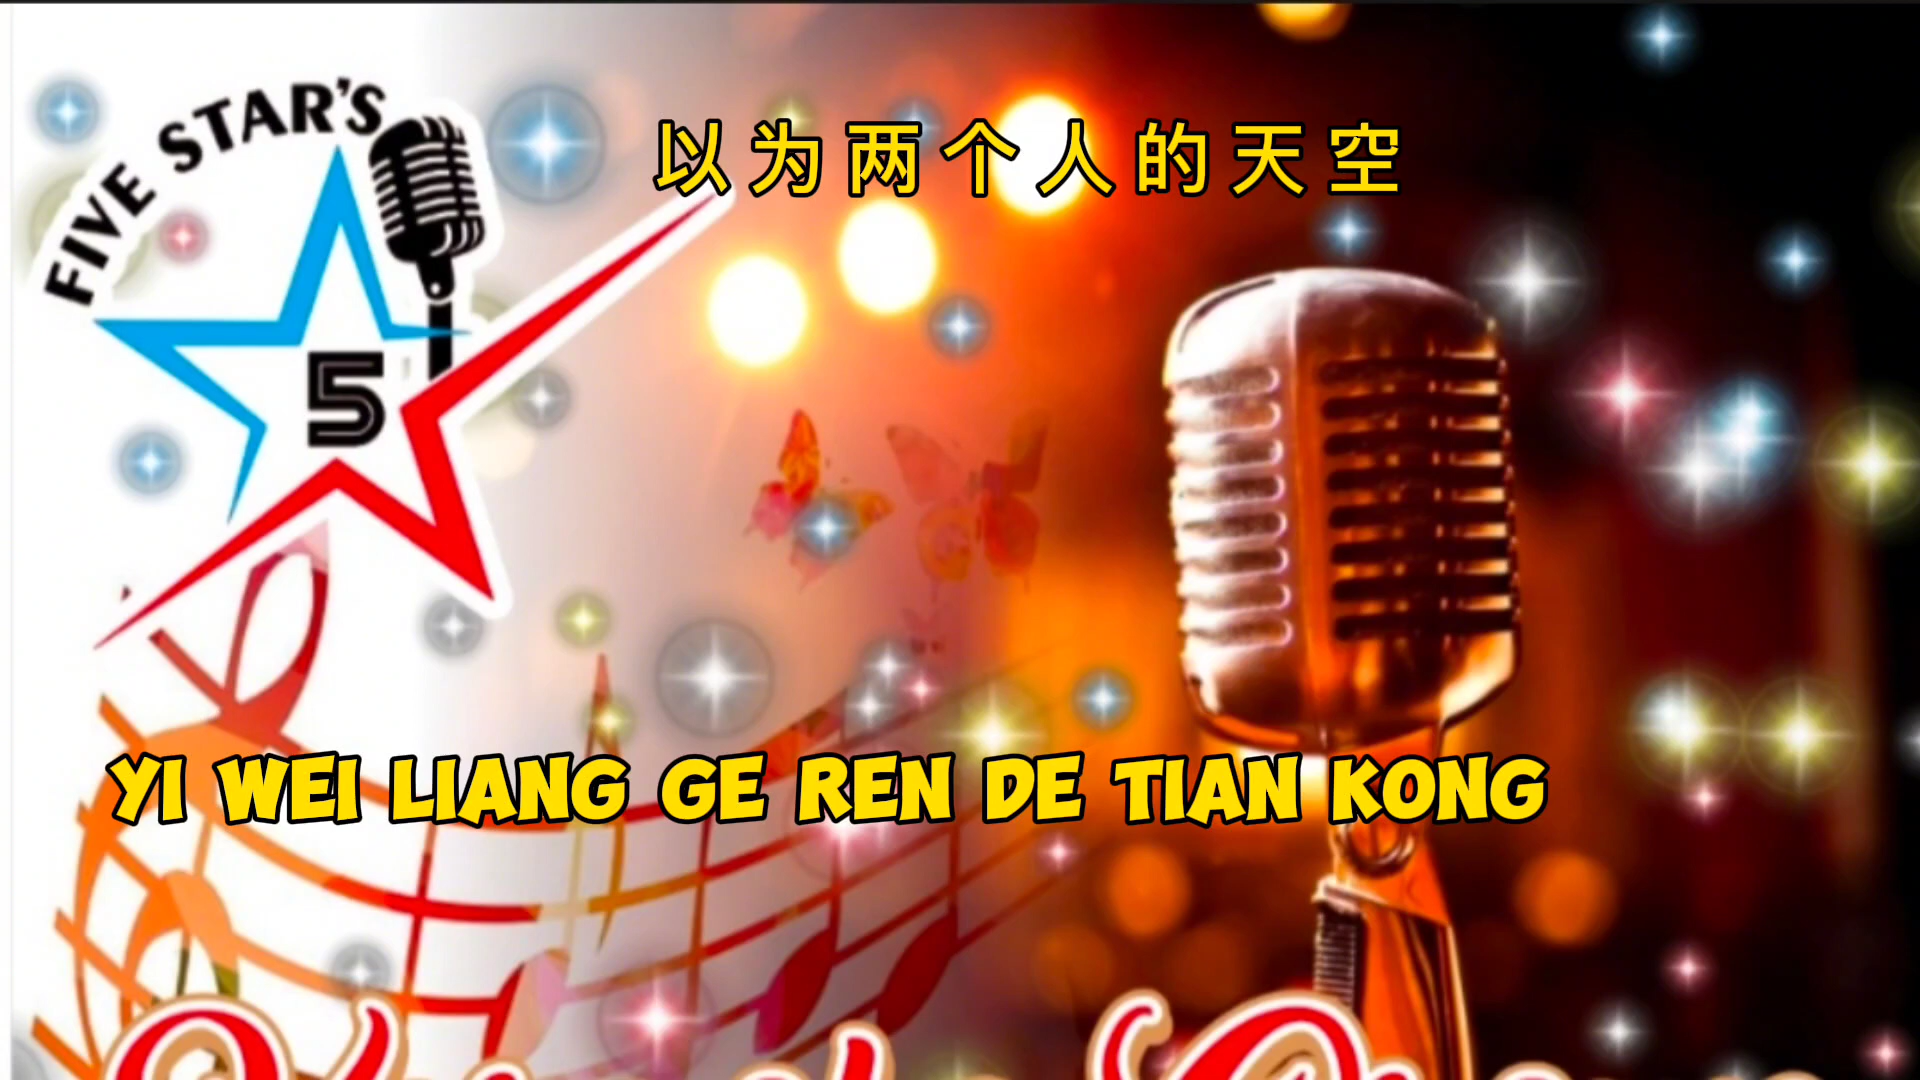 FIVE STAR'S
以为两个人的天空
5
YI WEI LIANG GE REN DE TIAN KONG